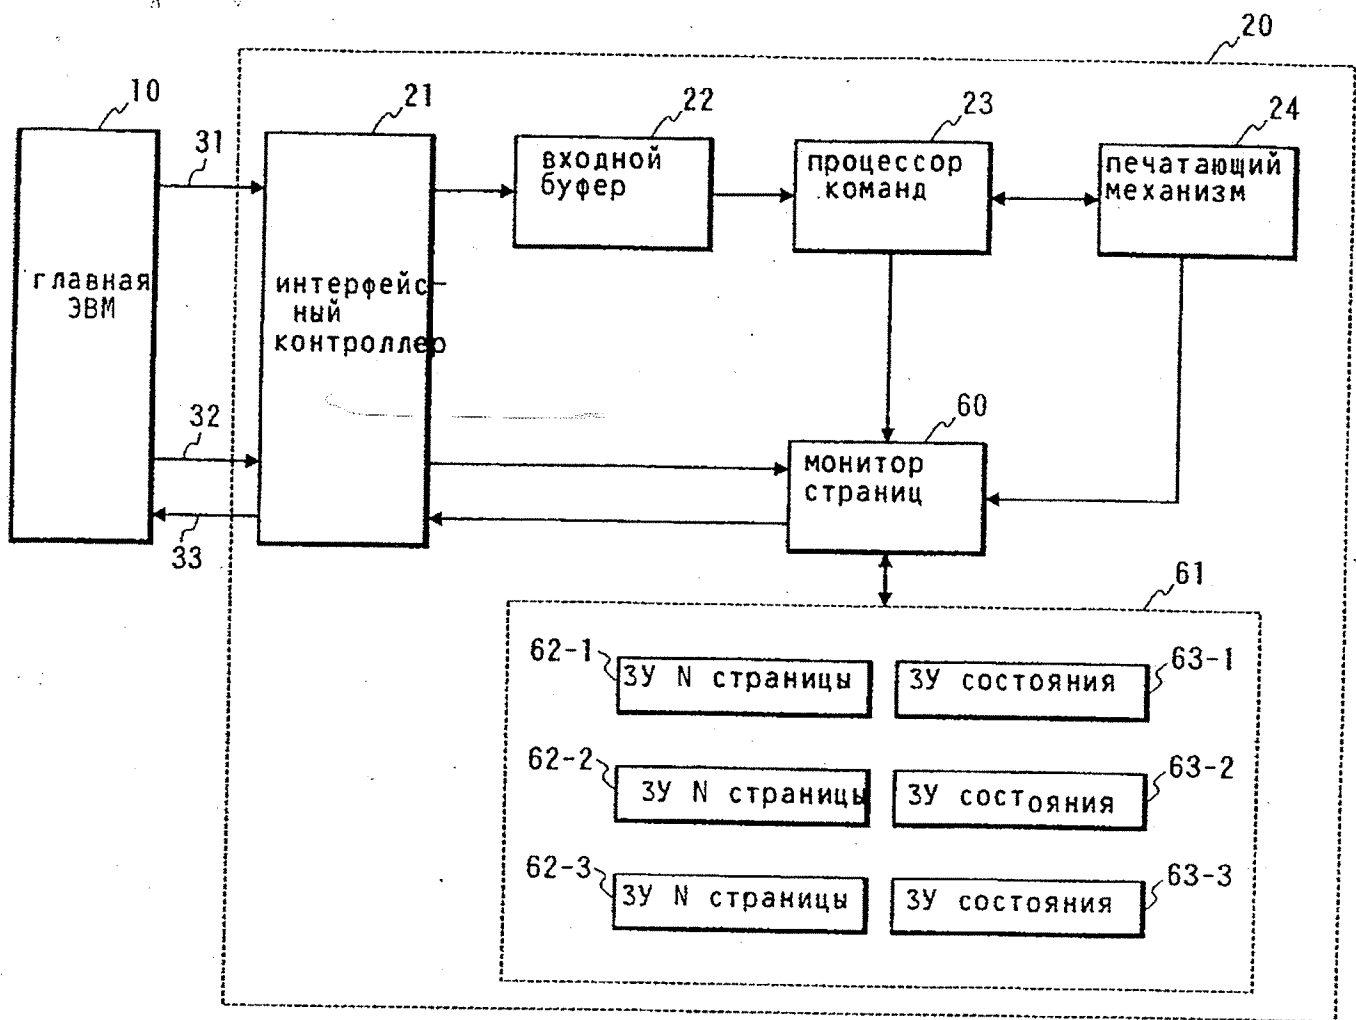 20
10
21
22
23
24
31
входной
буфер
процессор
команд
печатающий
механизм
главная
ЭВМ
интерфейс-
ный
контроллер
32
33
60
монитор
страниц
61
62-1
ЗУ N страницы
ЗУ состояния
63-1
62-2
ЗУ N страницы
ЗУ состояния
63-2
62-3
ЗУ N страницы
ЗУ состояния
63-3